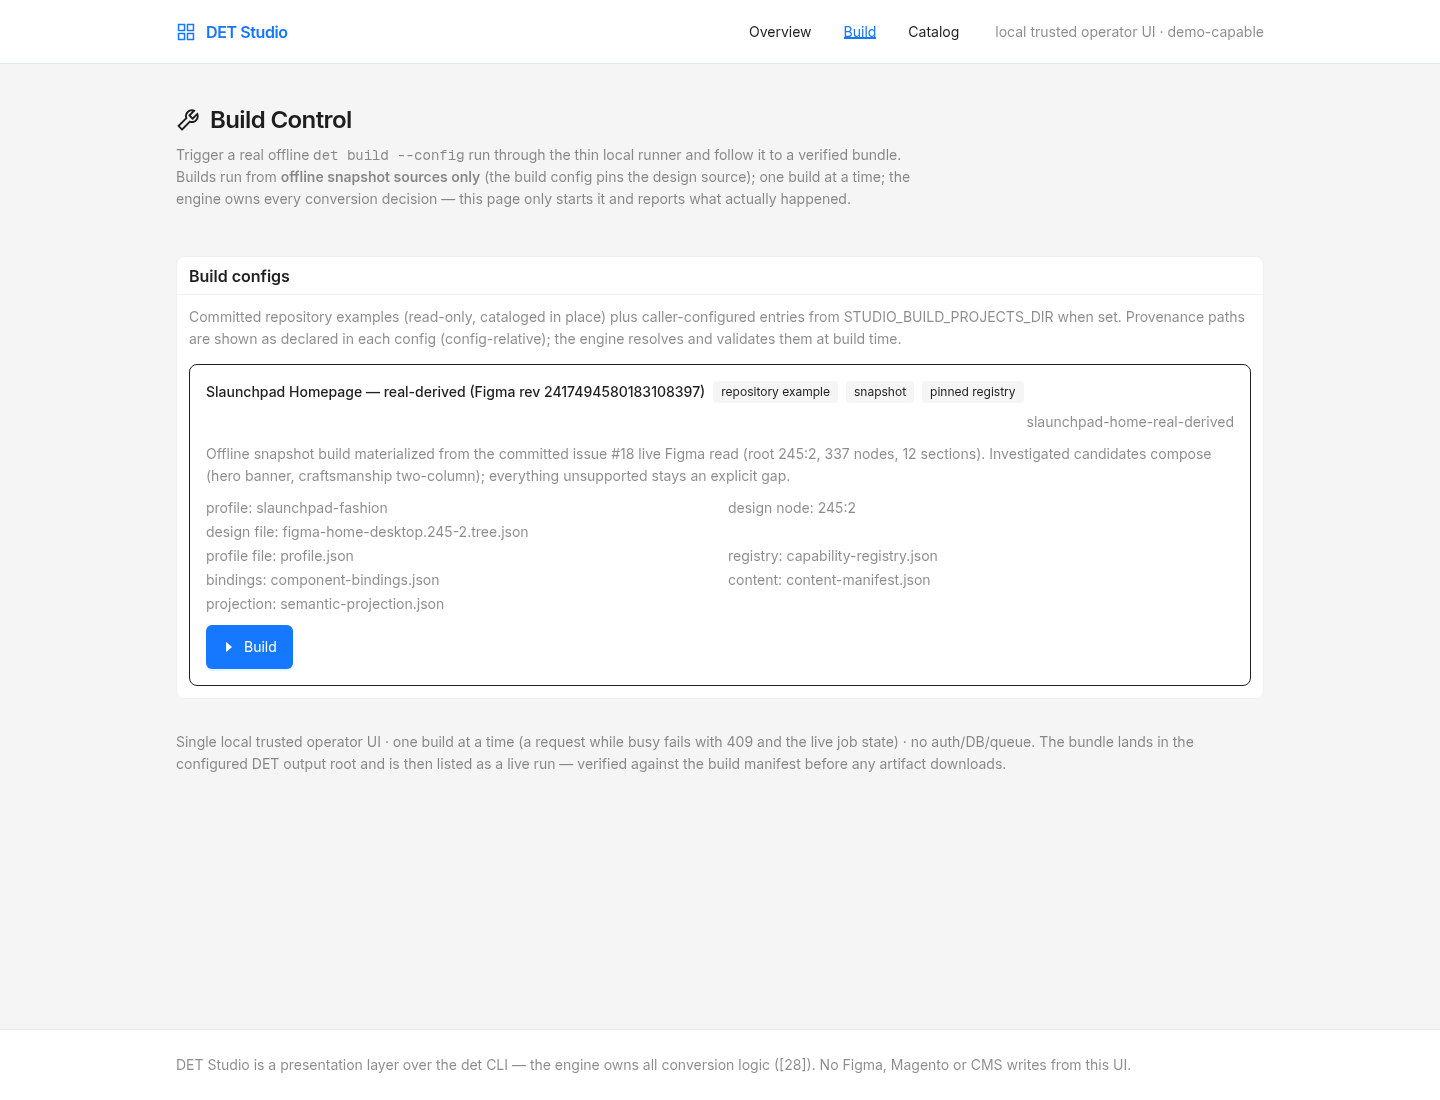 DET Studio
Overview Build Catalog local trusted operator UI · demo-capable
Build Control
Trigger a real offline det build --config run through the thin local runner and follow it to a verified bundle.
Builds run from offline snapshot sources only (the build config pins the design source); one build at a time; the
engine owns every conversion decision — this page only starts it and reports what actually happened.
Build configs
Committed repository examples (read-only, cataloged in place) plus caller-configured entries from STUDIO_BUILD_PROJECTS_DIR when set. Provenance paths
are shown as declared in each config (config-relative); the engine resolves and validates them at build time.
Slaunchpad Homepage — real-derived (Figma rev 2417494580183108397) repository example snapshot pinned registry
slaunchpad-home-real-derived
Offline snapshot build materialized from the committed issue #18 live Figma read (root 245:2, 337 nodes, 12 sections). Investigated candidates compose
(hero banner, craftsmanship two-column); everything unsupported stays an explicit gap.
profile: slaunchpad-fashion design node: 245:2
design file: figma-home-desktop.245-2.tree.json
profile file: profile.json registry: capability-registry.json
bindings: component-bindings.json content: content-manifest.json
projection: semantic-projection.json
Build
Single local trusted operator UI · one build at a time (a request while busy fails with 409 and the live job state) · no auth/DB/queue. The bundle lands in the
configured DET output root and is then listed as a live run — verified against the build manifest before any artifact downloads.
DET Studio is a presentation layer over the det CLI — the engine owns all conversion logic ([28]). No Figma, Magento or CMS writes from this UI.